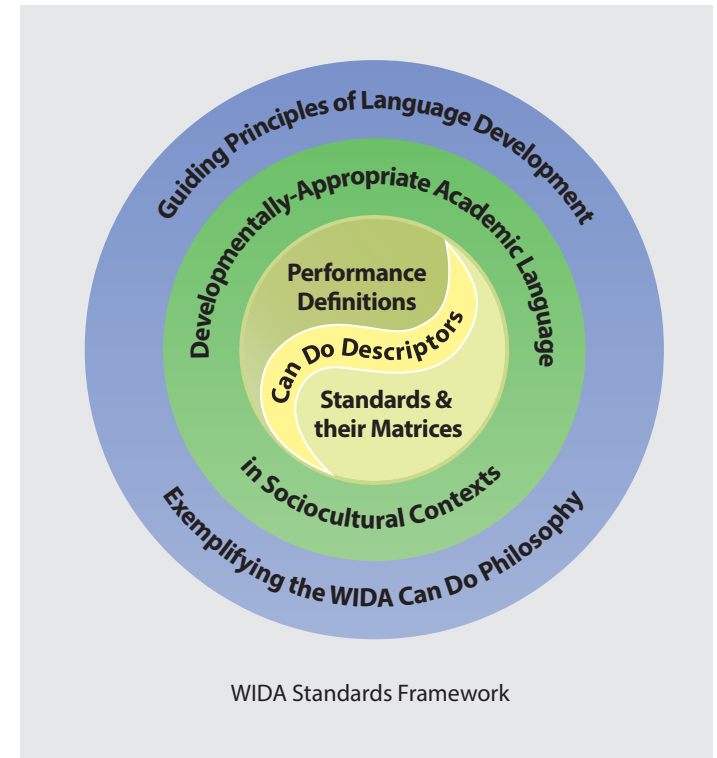 Guiding Principles of Language Development
Developmentally-Appropriate Academic Language
Performance
Definitions
Can Do Descriptors
Standards &
their Matrices
in Sociocultural Contexts
Exemplifying the WIDA Can Do Philosophy
WIDA Standards Framework